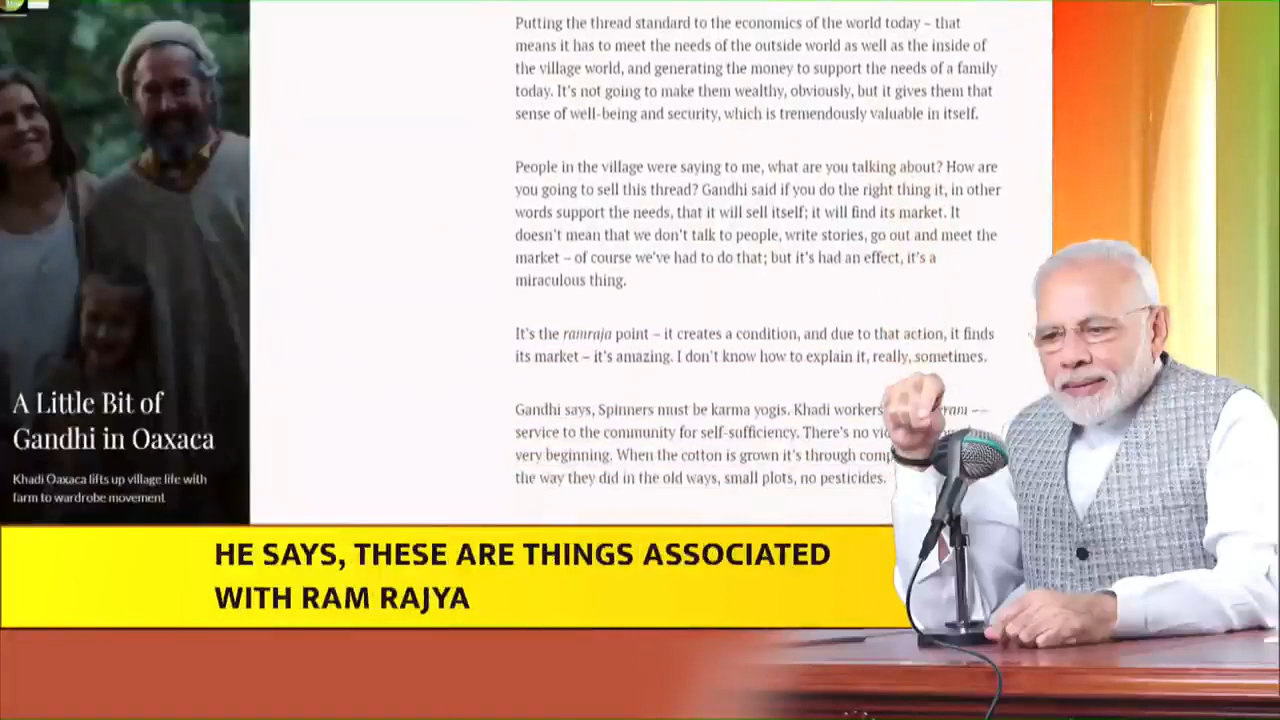 Putting the thread standard to the economics of the world today – that
means it has to meet the needs of the outside world as well as the inside of
the village world, and generating the money to support the needs of a family
today. It's not going to make them wealthy, obviously, but it gives them that
sense of well-being and security, which is tremendously valuable in itself.
People in the village were saying to me, what are you talking about? How are
you going to sell this thread? Gandhi said if you do the right thing it, in other
words support the needs, that it will sell itself; it will find its market. It
doesn't mean that we don't talk to people, write stories, go out and meet the
market – of course we've had to do that; but it's had an effect, it's a
miraculous thing.
It's the ramraja point – it creates a condition, and due to that action, it finds
its market – it's amazing. I don't know how to explain it, really, sometimes.
Gandhi says, Spinners must be karma yogis. Khadi workers
service to the community for self-sufficiency. There's no
very beginning. When the cotton is grown it's through
the way they did in the old ways, small plots, no pesticides.
A Little Bit of
Gandhi in Oaxaca
Khadi Oaxaca lifts up village life with
farm to wardrobe movement
HE SAYS, THESE ARE THINGS ASSOCIATED
WITH RAM RAJYA